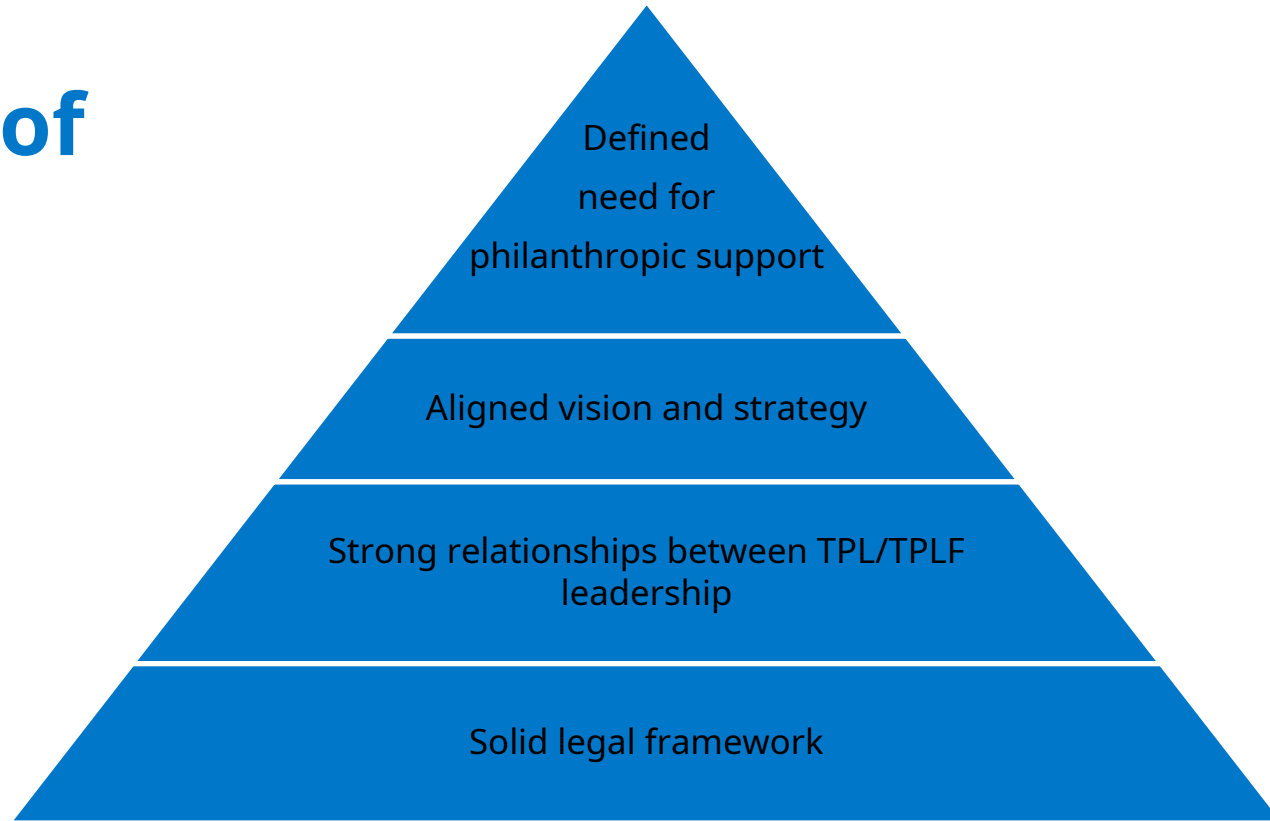 of
Defined
need for
philanthropic support
Aligned vision and strategy
Strong relationships between TPL/TPLF
leadership
Solid legal framework